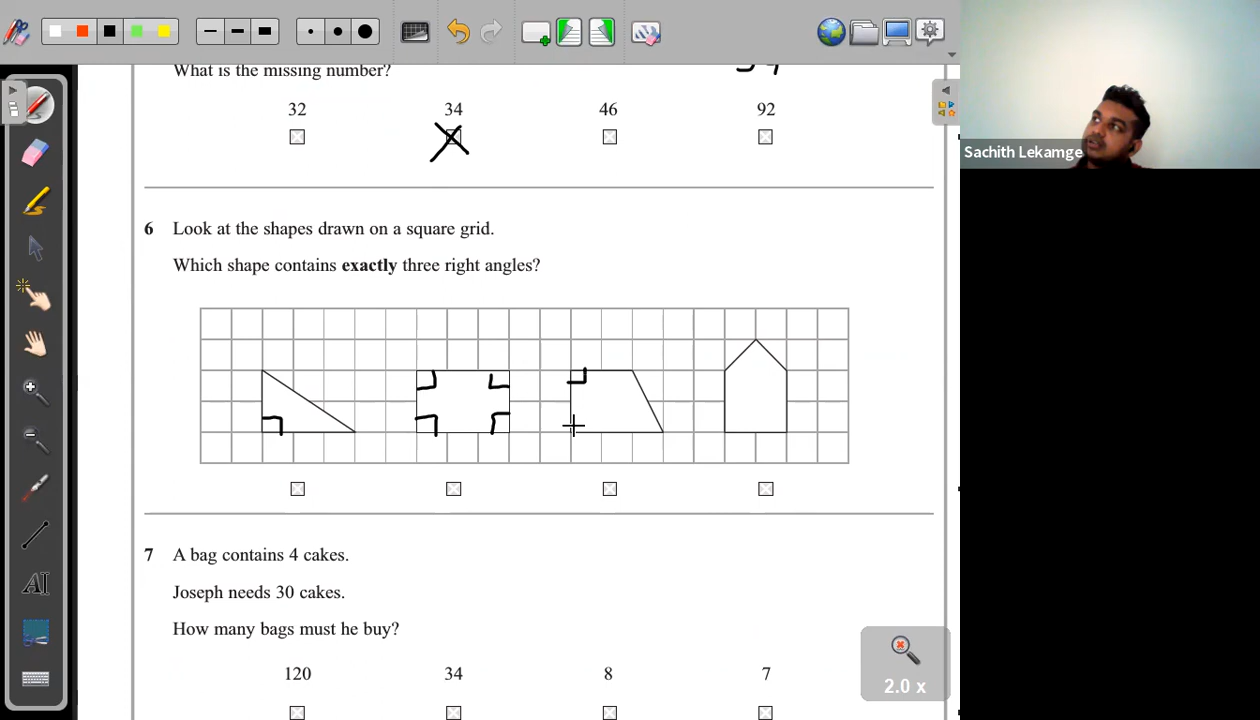 What is the missing number?
32 34 46 92
Sachith Lekamge
6 Look at the shapes drawn on a square grid.
Which shape contains exactly three right angles?
7 A bag contains 4 cakes.
Joseph needs 30 cakes.
How many bags must he buy?
120 34 8 7
AI
2.0 x